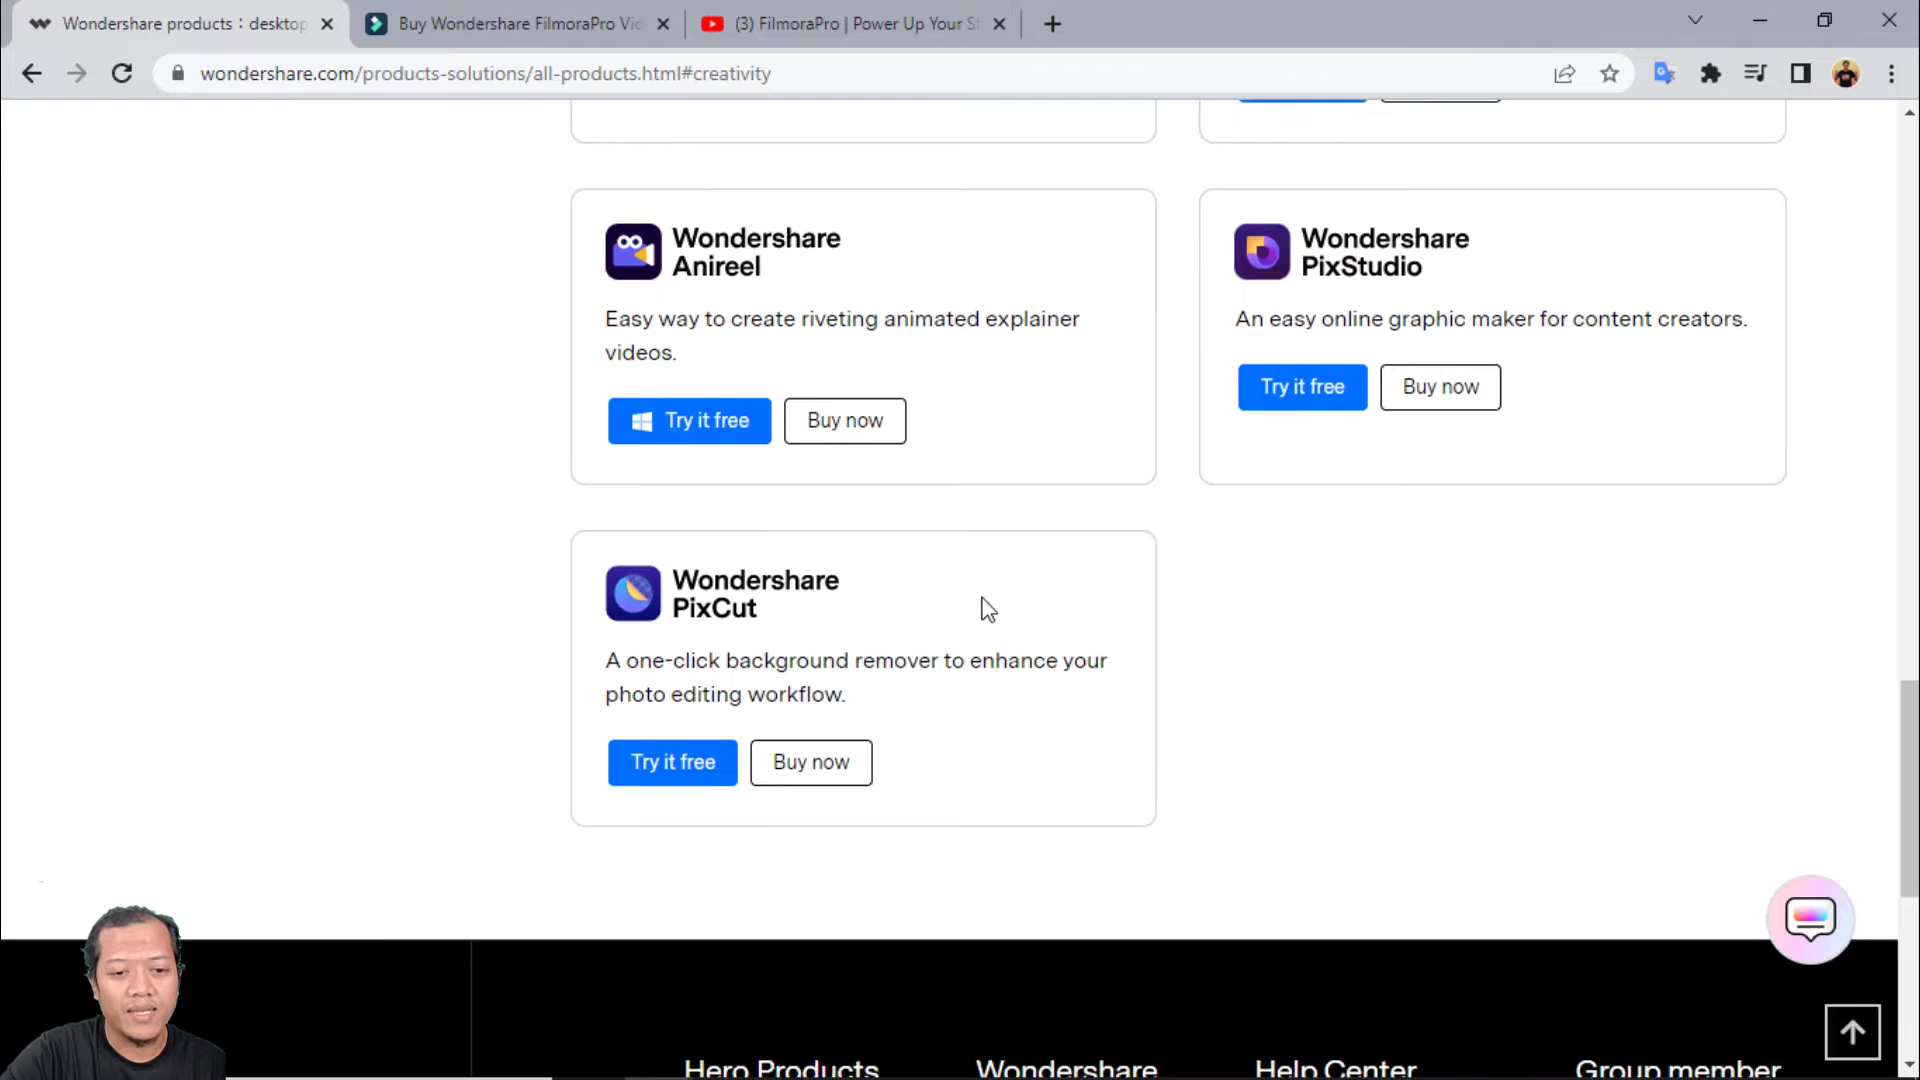 Wondershare products : desktop
Buy Wondershare FilmoraPro Vid
(3) FilmoraPro | Power Up Your St
wondershare.com/products-solutions/all-products.html#creativity
Wondershare
Anireel
Easy way to create riveting animated explainer
videos.
Try it free
Buy now
Wondershare
PixStudio
An easy online graphic maker for content creators.
Try it free
Buy now
Wondershare
PixCut
A one-click background remover to enhance your
photo editing workflow.
Try it free
Buy now
Hero Products
Wondershare
Help Center
Group member